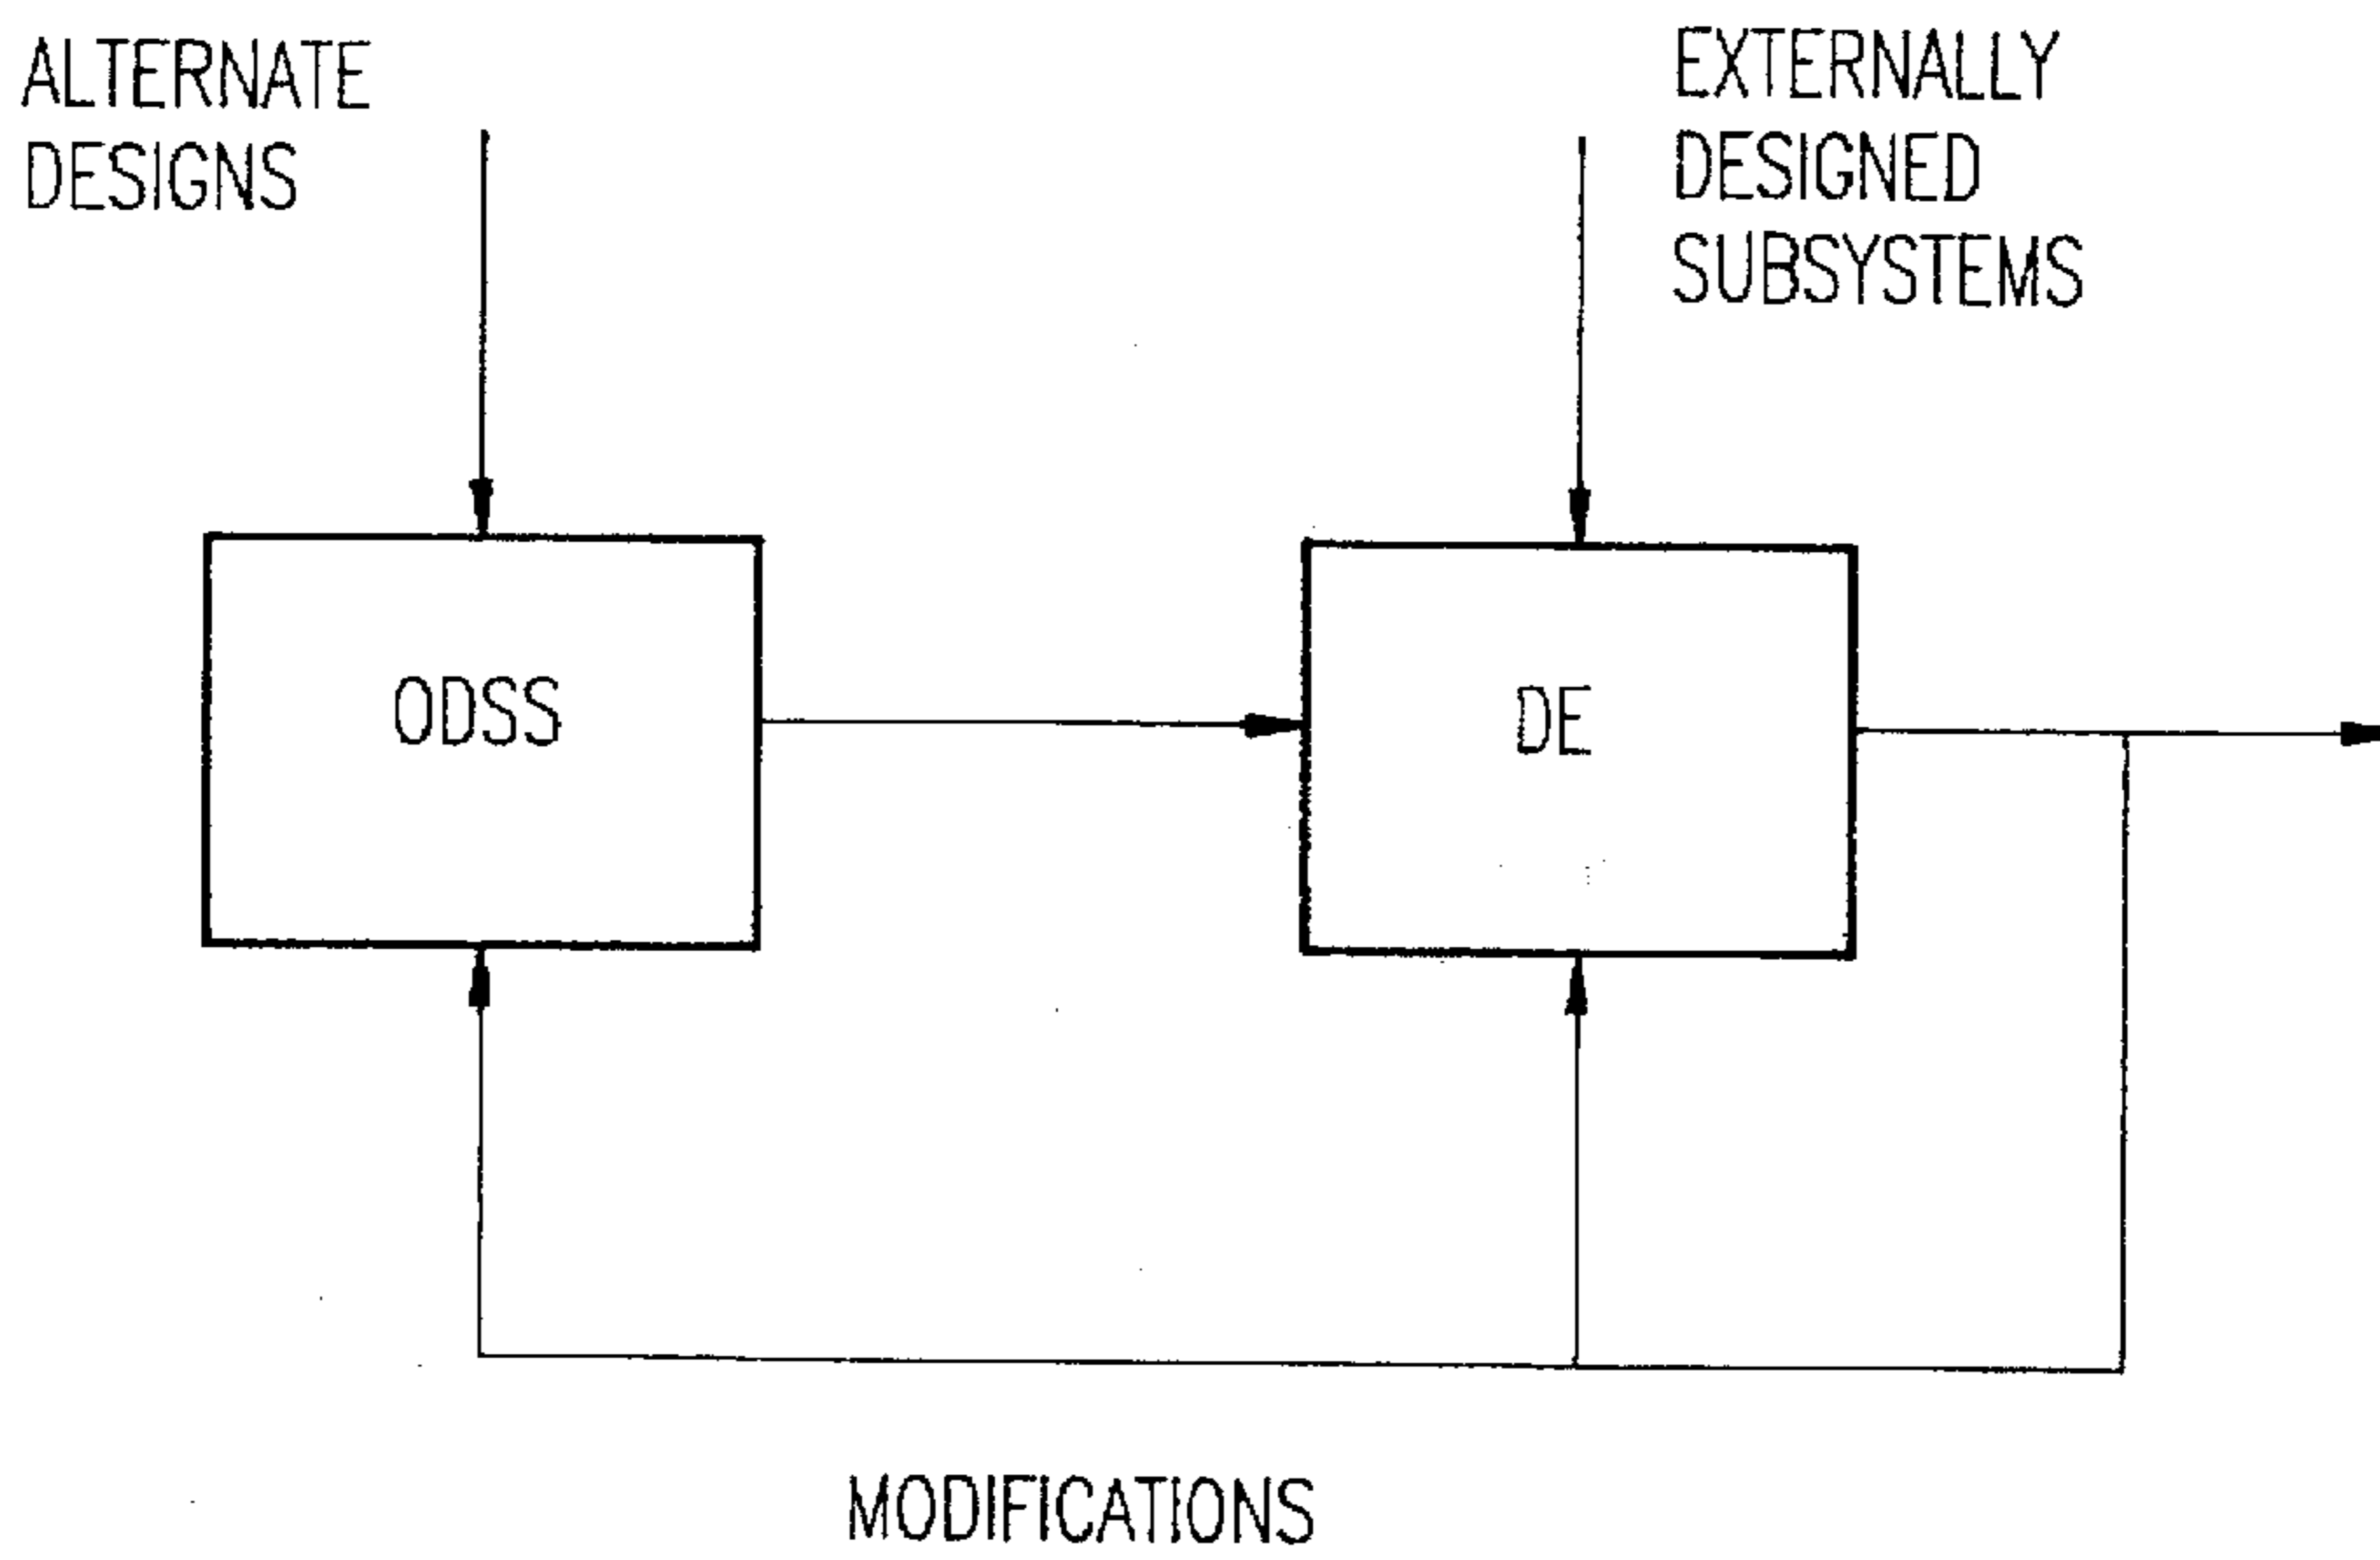 ALTERNATE
DESIGNS
EXTERNALLY
DESIGNED
SUBSYSTEMS
ODSS
DE
MODIFICATIONS